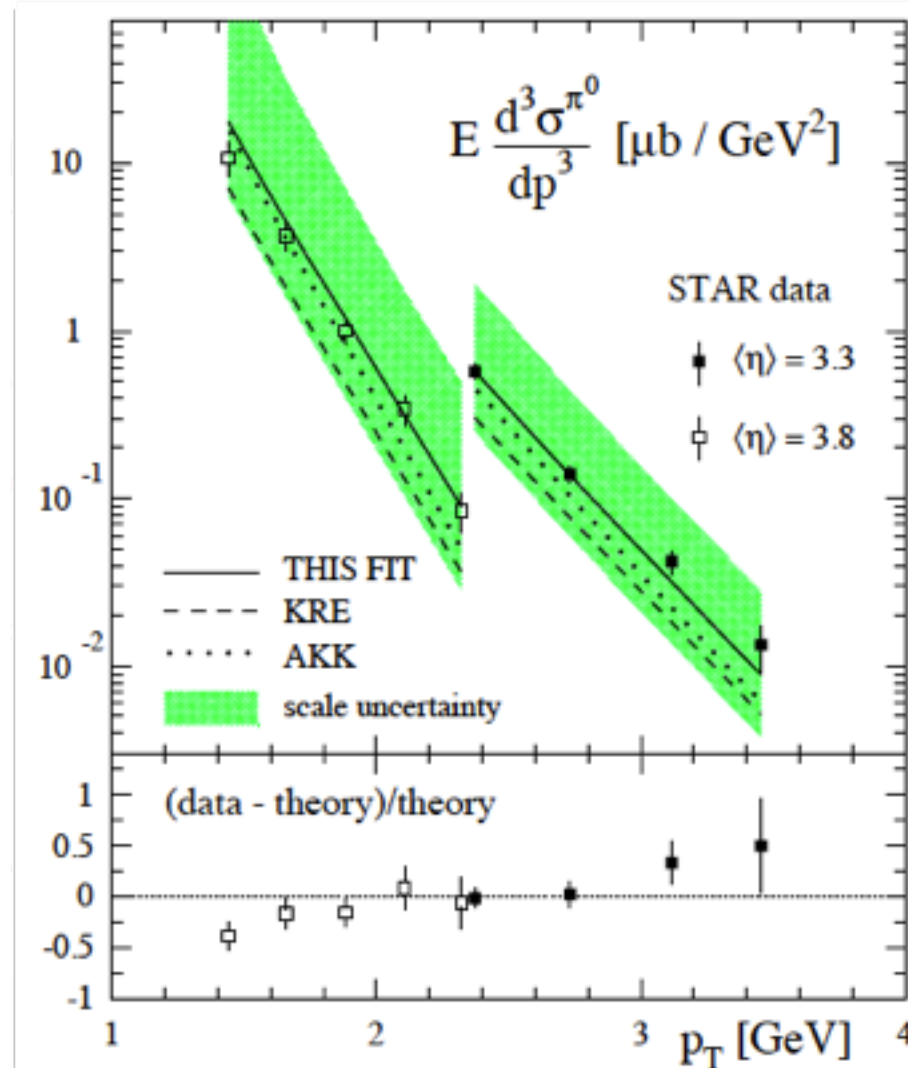 E d³σ^π⁰ / dp³ [μb / GeV²]
10
1
10⁻¹
10⁻²
STAR data
⟨η⟩ = 3.3
⟨η⟩ = 3.8
THIS FIT
KRE
AKK
scale uncertainty
(data - theory)/theory
1
0.5
0
-0.5
-1
1 2 3 4
p_T [GeV]